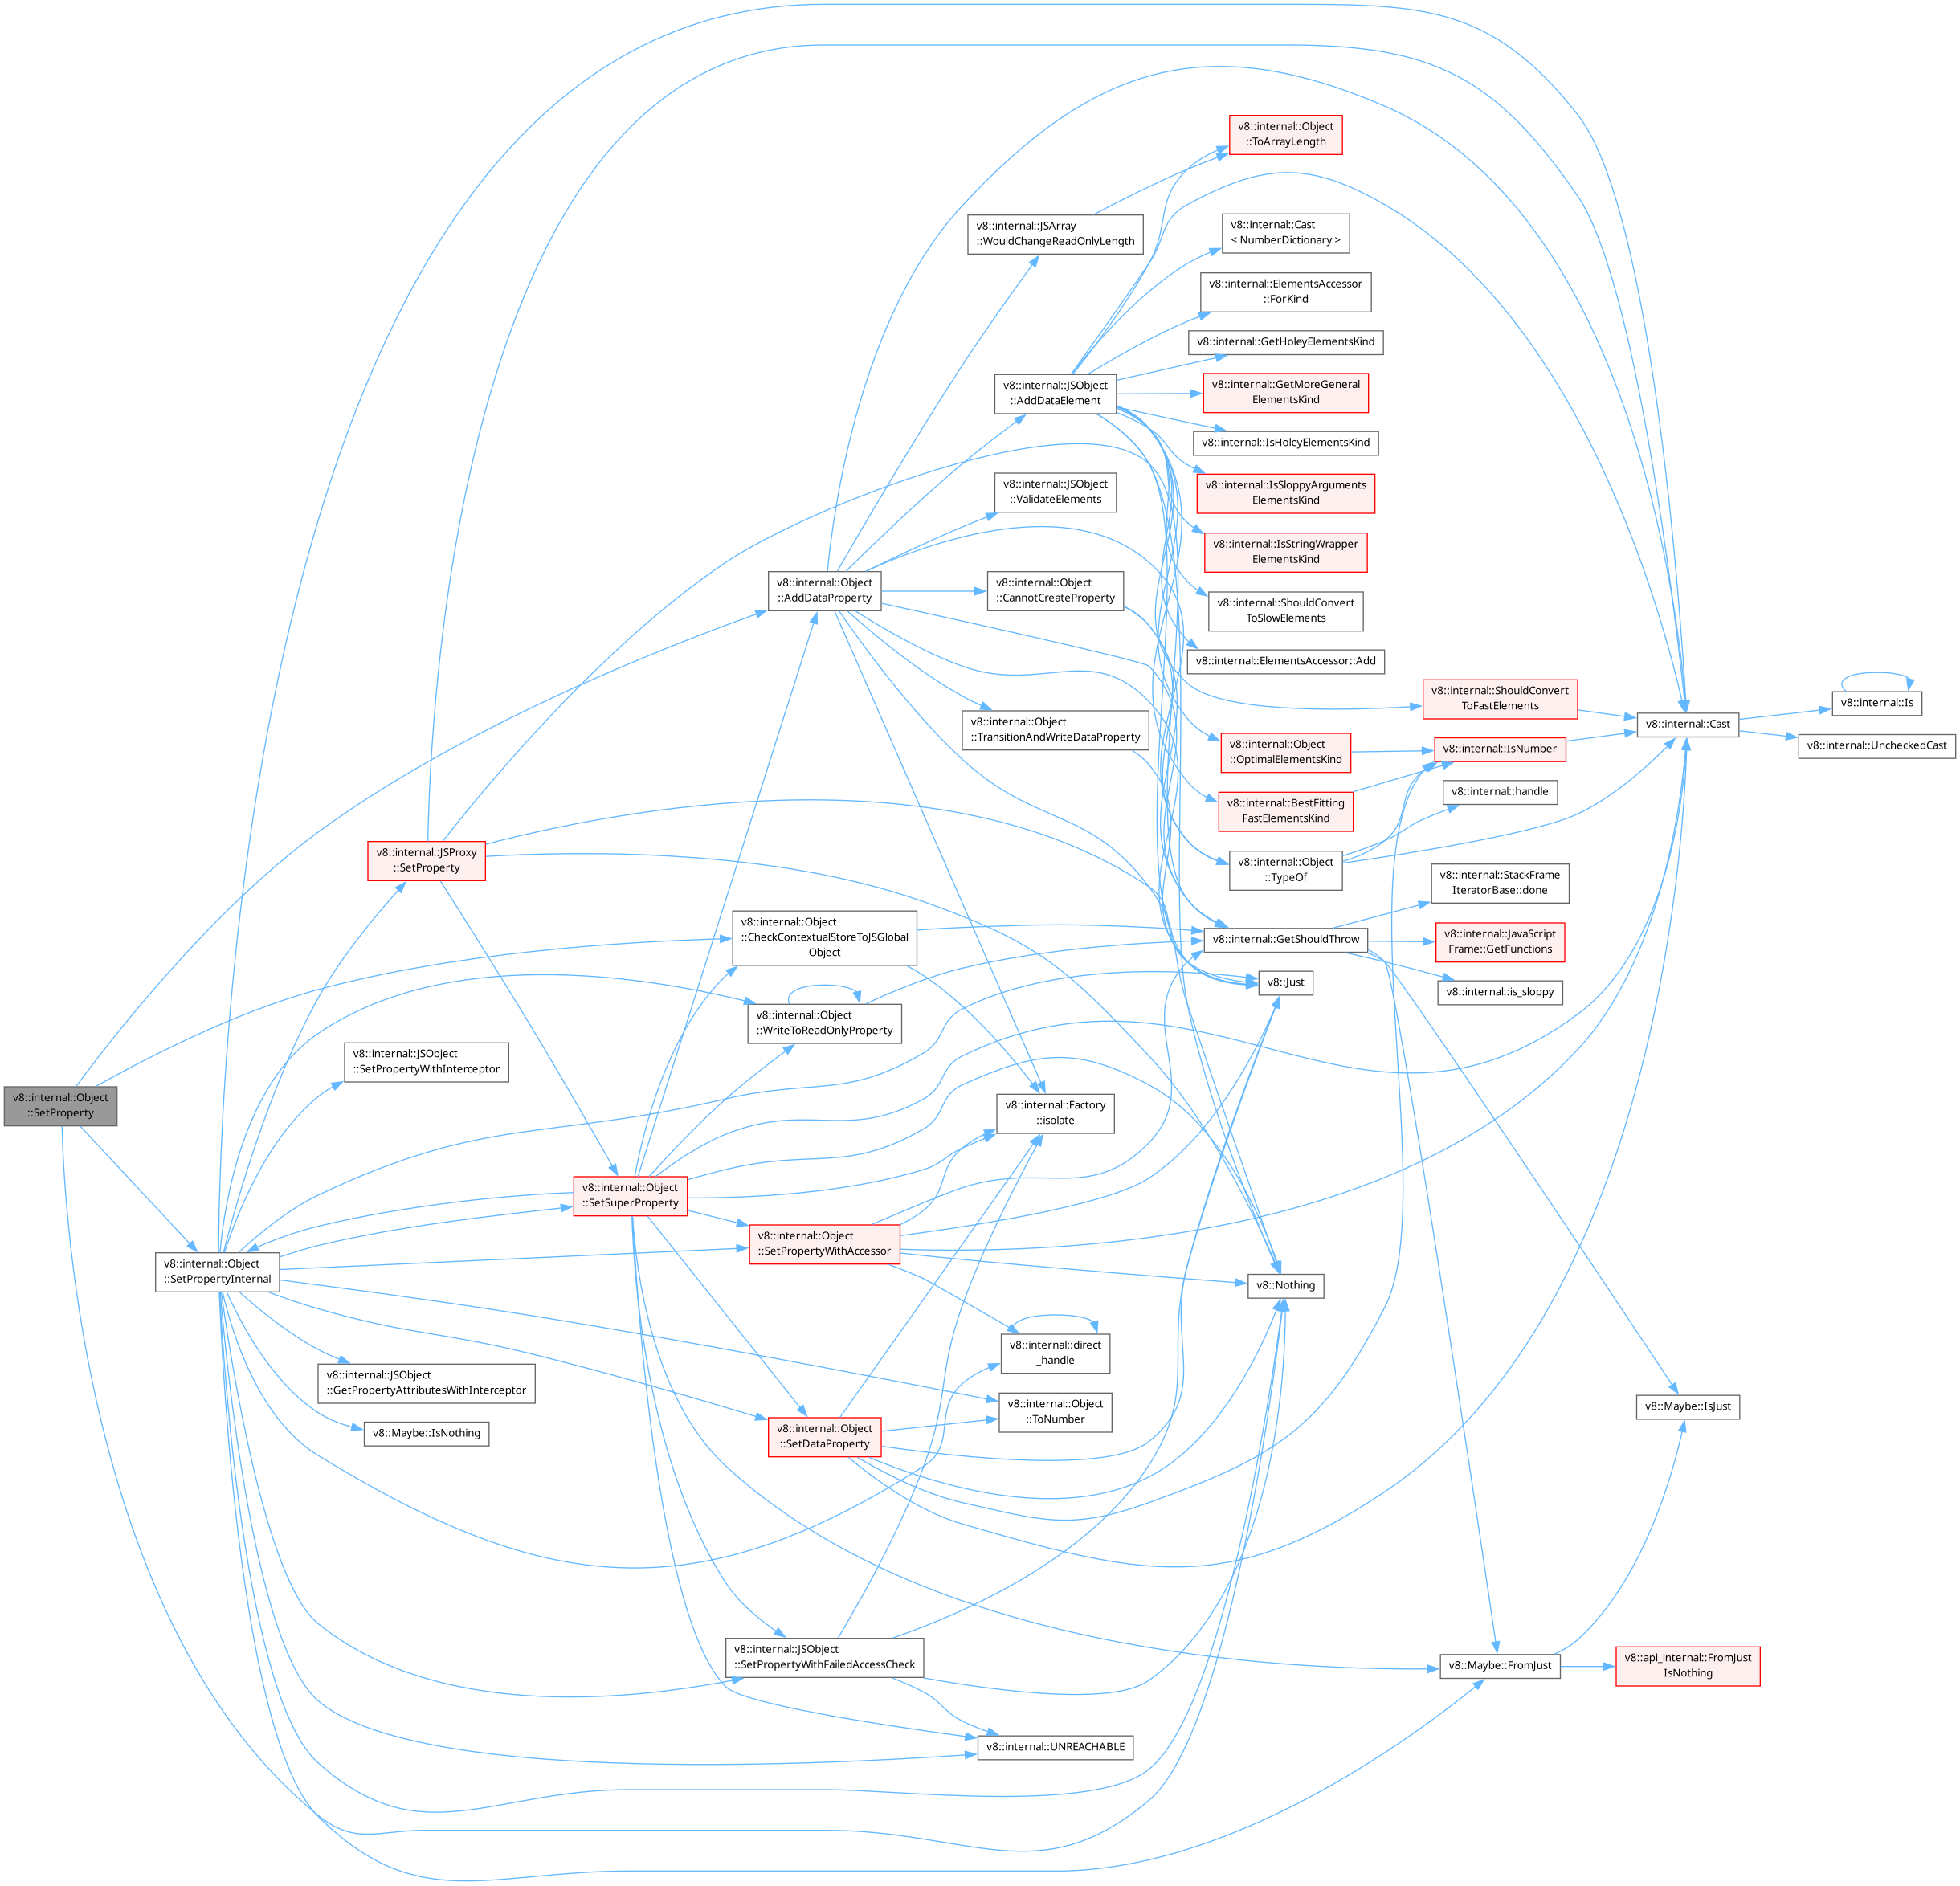 v8::internal::Object
::SetProperty
v8::internal::Object
::SetPropertyInternal
v8::internal::JSProxy
::SetProperty
v8::internal::JSObject
::SetPropertyWithInterceptor
v8::internal::JSObject
::GetPropertyAttributesWithInterceptor
v8::Maybe::IsNothing
v8::internal::Object
::SetSuperProperty
v8::internal::Object
::AddDataProperty
v8::internal::Object
::CheckContextualStoreToJSGlobal
Object
v8::internal::Object
::WriteToReadOnlyProperty
v8::internal::Object
::SetPropertyWithAccessor
v8::internal::Object
::SetDataProperty
v8::internal::JSObject
::SetPropertyWithFailedAccessCheck
v8::internal::JSArray
::WouldChangeReadOnlyLength
v8::internal::JSObject
::AddDataElement
v8::internal::JSObject
::ValidateElements
v8::internal::Object
::CannotCreateProperty
v8::internal::Object
::TransitionAndWriteDataProperty
v8::internal::Factory
::isolate
v8::internal::direct
_handle
v8::internal::Object
::ToNumber
v8::internal::UNREACHABLE
v8::internal::Object
::ToArrayLength
v8::internal::Cast
< NumberDictionary >
v8::internal::ElementsAccessor
::ForKind
v8::internal::GetHoleyElementsKind
v8::internal::GetMoreGeneral
ElementsKind
v8::internal::IsHoleyElementsKind
v8::internal::IsSloppyArguments
ElementsKind
v8::internal::IsStringWrapper
ElementsKind
v8::internal::ShouldConvert
ToSlowElements
v8::internal::ElementsAccessor::Add
v8::internal::Object
::OptimalElementsKind
v8::internal::BestFitting
FastElementsKind
v8::internal::Object
::TypeOf
v8::internal::GetShouldThrow
v8::Just
v8::Nothing
v8::internal::ShouldConvert
ToFastElements
v8::internal::IsNumber
v8::internal::handle
v8::internal::StackFrame
IteratorBase::done
v8::internal::JavaScript
Frame::GetFunctions
v8::internal::is_sloppy
v8::Maybe::FromJust
v8::internal::Cast
v8::Maybe::IsJust
v8::api_internal::FromJust
IsNothing
v8::internal::Is
v8::internal::UncheckedCast